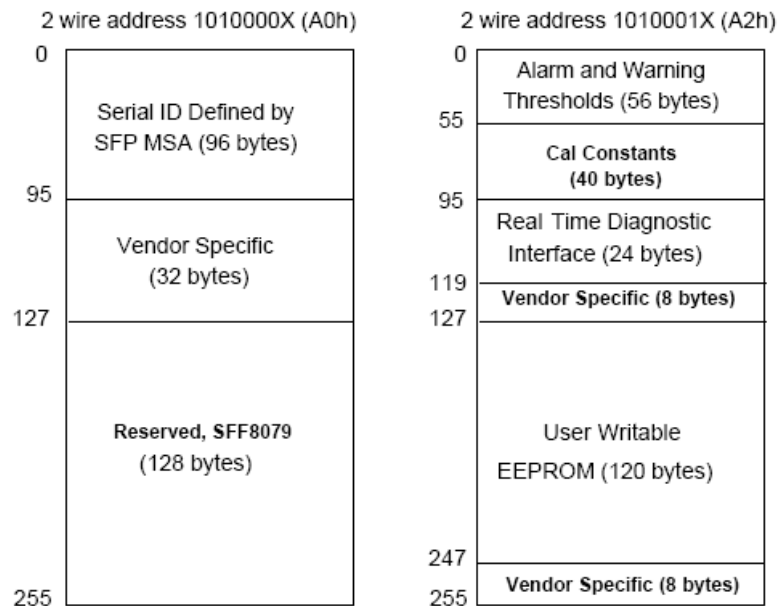 2 wire address 1010000X (A0h)
0
Serial ID Defined by
SFP MSA (96 bytes)
95
Vendor Specific
(32 bytes)
127
Reserved, SFF8079
(128 bytes)
255
2 wire address 1010001X (A2h)
0
Alarm and Warning
Thresholds (56 bytes)
55
Cal Constants
(40 bytes)
95
Real Time Diagnostic
Interface (24 bytes)
119
Vendor Specific (8 bytes)
127
User Writable
EEPROM (120 bytes)
247
Vendor Specific (8 bytes)
255